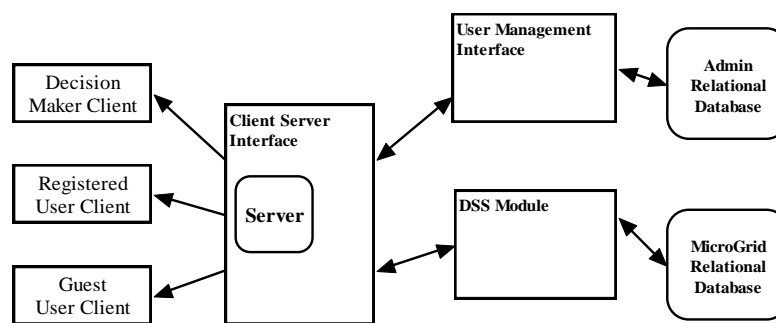 Decision
Maker Client
Registered
User Client
Guest
User Client
Client Server
Interface
Server
User Management
Interface
DSS Module
Admin
Relational
Database
MicroGrid
Relational
Database